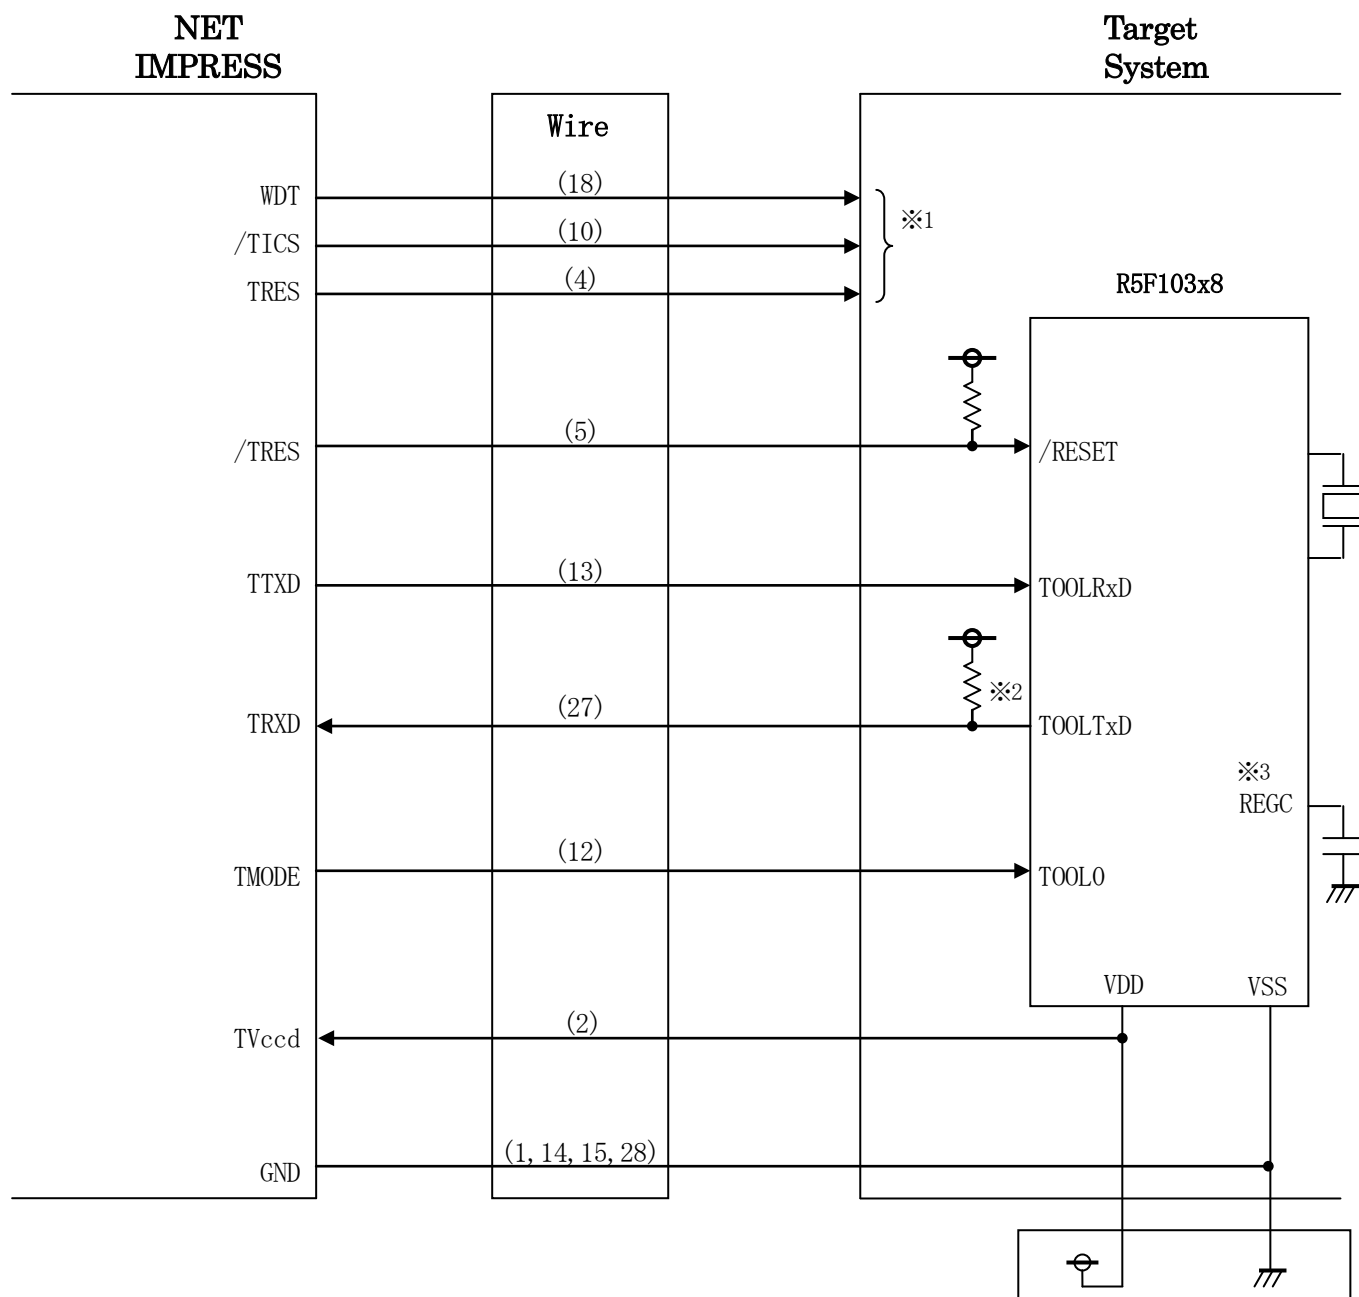 NET
IMPRESS
Target
System
Wire
WDT
(18)
※1
/TICS
(10)
TRES
(4)
R5F103x8
/TRES
(5)
/RESET
TTXD
(13)
TOOLRxD
※2
TRXD
(27)
TOOLTxD
※3
REGC
TMODE
(12)
TOOL0
VDD
VSS
TVccd
(2)
GND
(1,14,15,28)